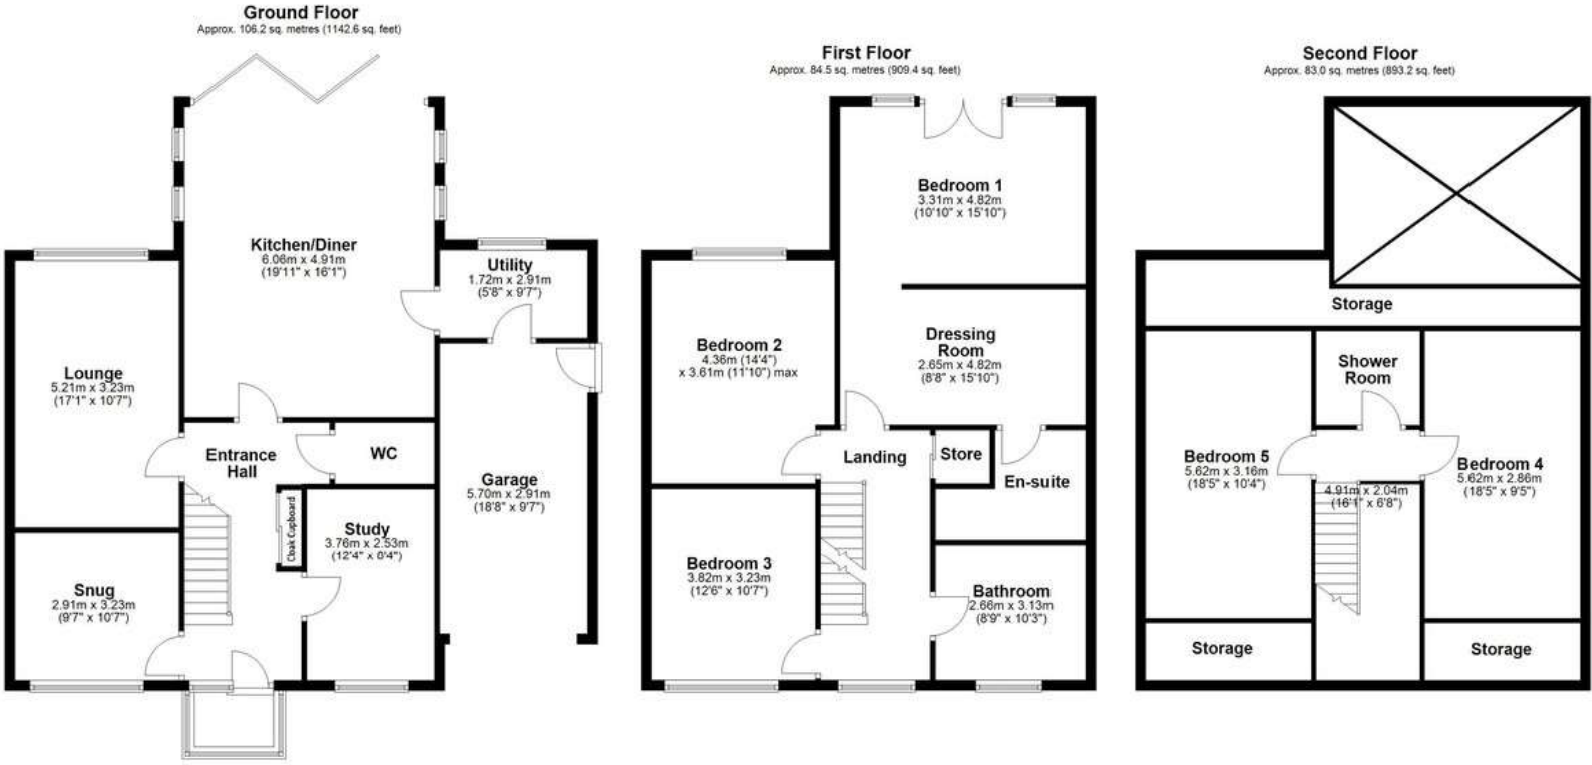 Ground Floor
Approx. 106.2 sq. metres (1142.6 sq. feet)
Kitchen/Diner
6.06m x 4.91m
(19'11" x 16'1")
Utility
1.72m x 2.91m
(5'8" x 9'7")
Lounge
5.21m x 3.23m
(17'1" x 10'7")
Entrance
Hall
WC
Garage
5.70m x 2.91m
(18'8" x 9'7")
Cloak Cupboard
Study
3.76m x 2.53m
(12'4" x 8'4")
Snug
2.91m x 3.23m
(9'7" x 10'7")
First Floor
Approx. 84.5 sq. metres (909.4 sq. feet)
Bedroom 1
3.31m x 4.82m
(10'10" x 15'10")
Bedroom 2
4.36m (14'4")
x 3.61m (11'10") max
Dressing
Room
2.65m x 4.82m
(8'8" x 15'10")
Landing
Store
En-suite
Bedroom 3
3.82m x 3.23m
(12'6" x 10'7")
Bathroom
2.66m x 3.13m
(8'9" x 10'3")
Second Floor
Approx. 83.0 sq. metres (893.2 sq. feet)
Storage
Shower
Room
Bedroom 5
5.62m x 3.16m
(18'5" x 10'4")
Bedroom 4
5.62m x 2.86m
(18'5" x 9'5")
4.91m x 2.04m
(16'1" x 6'8")
Storage
Storage